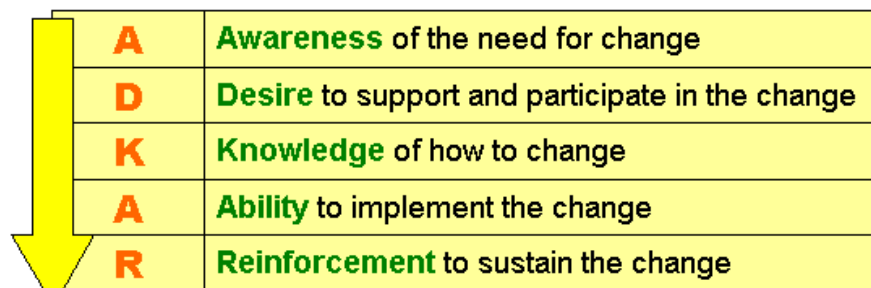 A Awareness of the need for change
D Desire to support and participate in the change
K Knowledge of how to change
A Ability to implement the change
R Reinforcement to sustain the change